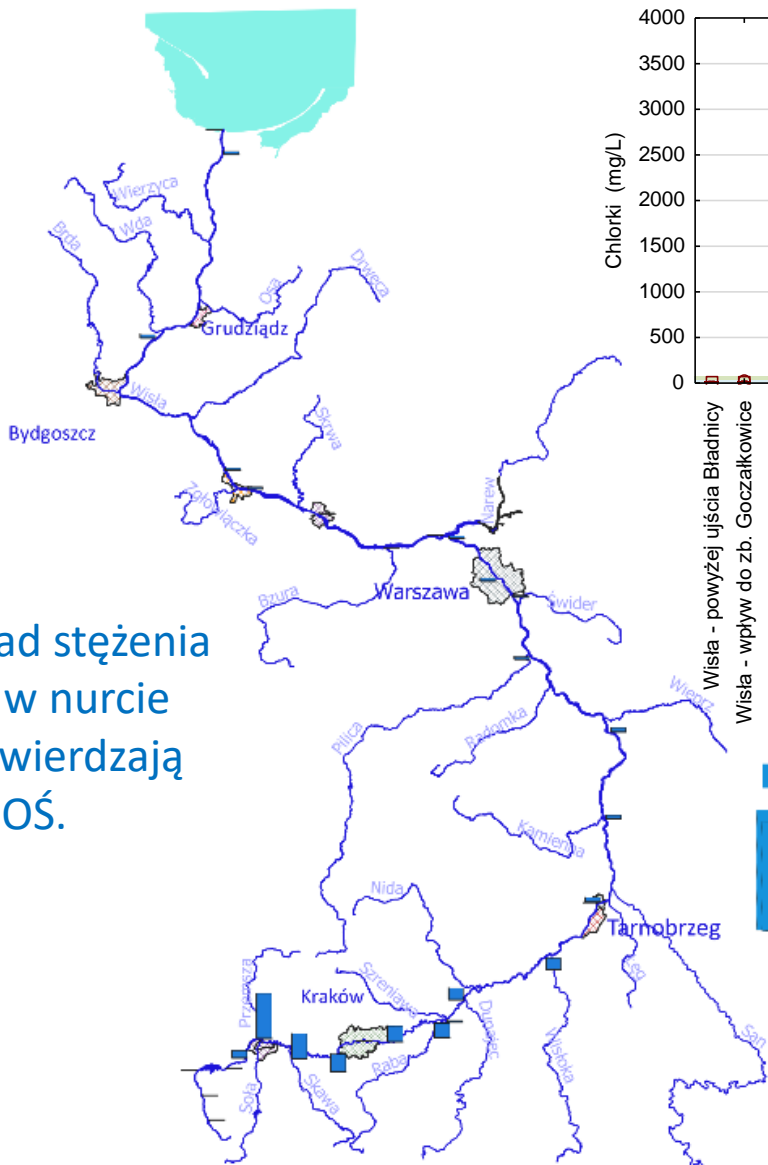 4000
3500
3000
2500
2000
1500
1000
500
0
Chlorki (mg/L)
Wisła - powyżej ujścia Bładnicy
Wisła - wpływ do zb. Goczałkowice
Wierzyca
Wda
Brda
Osa
Drwęca
Grudziądz
Wisła
Bydgoszcz
Skrwa
Zgłowiączka
Narew
Bzura
Warszawa
Świder
ad stężenia
w nurcie
wierdzają
OŚ.
Pilica
Radomka
Wieprz
Kamienna
Nida
Tarnobrzeg
Łęg
San
Przemsza
Kraków
Szreniawa
Dunajec
Wisłoka
Raba
Skawa
Soła